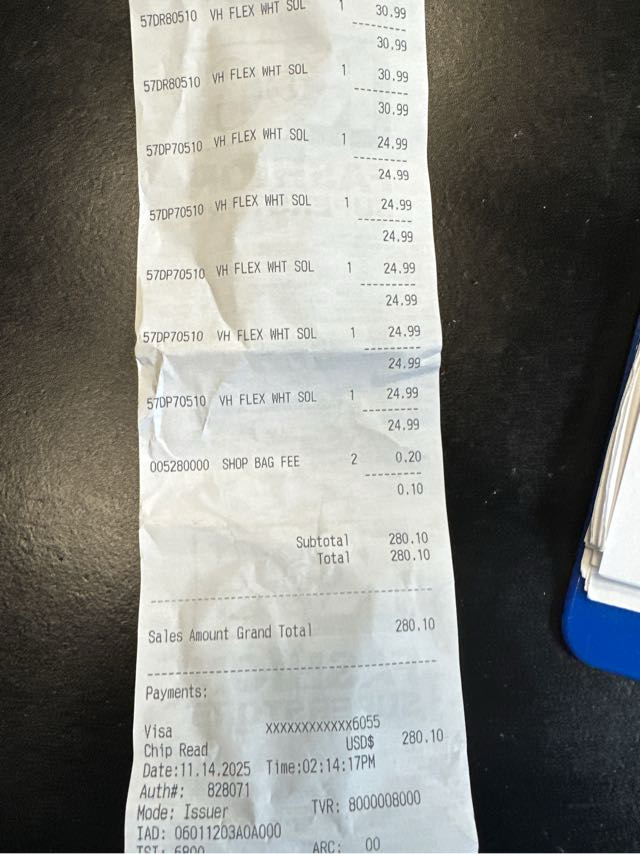 57DR80510 VH FLEX WHT SOL 1 30.99
---------
30.99
57DR80510 VH FLEX WHT SOL 1 30.99
---------
30.99
57DP70510 VH FLEX WHT SOL 1 24.99
---------
24.99
57DP70510 VH FLEX WHT SOL 1 24.99
---------
24.99
57DP70510 VH FLEX WHT SOL 1 24.99
---------
24.99
57DP70510 VH FLEX WHT SOL 1 24.99
---------
24.99
57DP70510 VH FLEX WHT SOL 1 24.99
---------
24.99
005280000 SHOP BAG FEE 2 0.20
---------
0.10
Subtotal 280.10
Total 280.10
----------------------------------------
Sales Amount Grand Total 280.10
----------------------------------------
Payments:
Visa XXXXXXXXXXXX6055
Chip Read USD$ 280.10
Date:11.14.2025 Time:02:14:17PM
Auth#: 828071
Mode: Issuer TVR: 8000008000
IAD: 06011203A0A000
TSI: 6800 ARC: 00